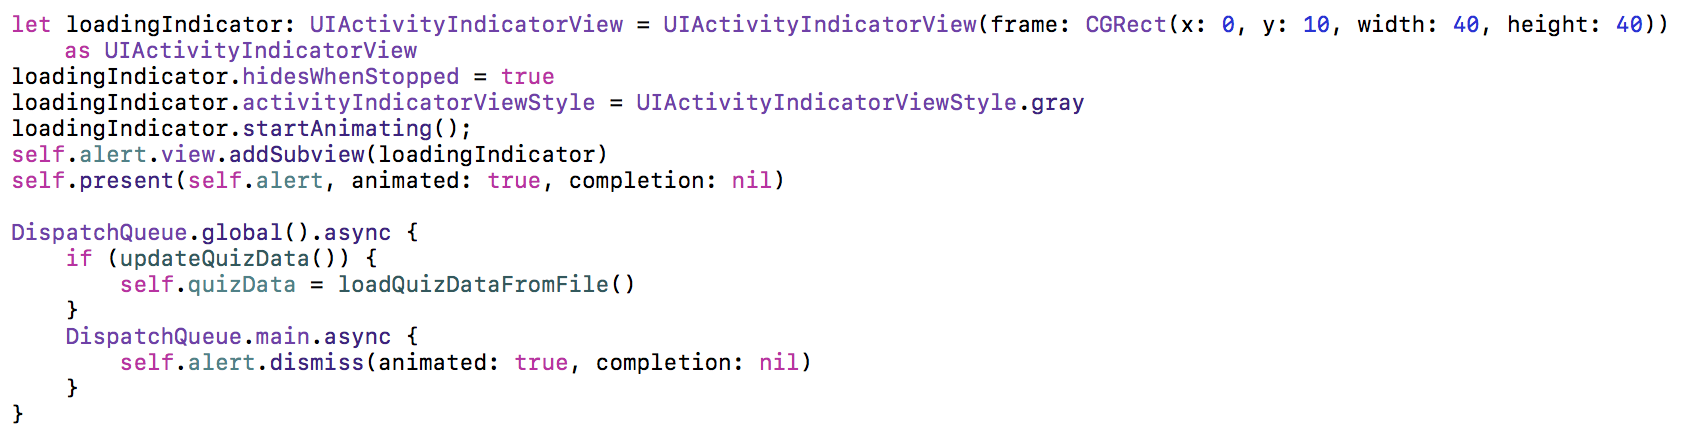 let loadingIndicator: UIActivityIndicatorView = UIActivityIndicatorView(frame: CGRect(x: 0, y: 10, width: 40, height: 40))
    as UIActivityIndicatorView
loadingIndicator.hidesWhenStopped = true
loadingIndicator.activityIndicatorViewStyle = UIActivityIndicatorViewStyle.gray
loadingIndicator.startAnimating();
self.alert.view.addSubview(loadingIndicator)
self.present(self.alert, animated: true, completion: nil)

DispatchQueue.global().async {
    if (updateQuizData()) {
        self.quizData = loadQuizDataFromFile()
    }
    DispatchQueue.main.async {
        self.alert.dismiss(animated: true, completion: nil)
    }
}